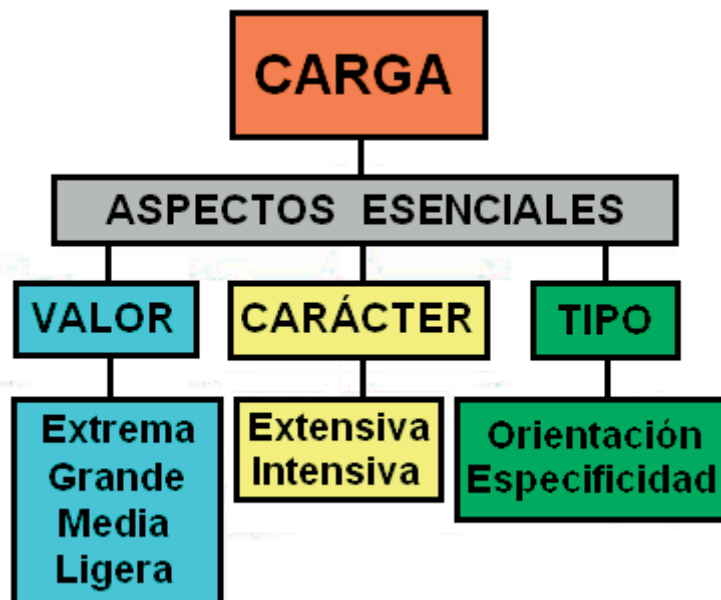 CARGA
ASPECTOS ESENCIALES
VALOR
CARÁCTER
TIPO
Extrema
Grande
Media
Ligera
Extensiva
Intensiva
Orientación
Especificidad